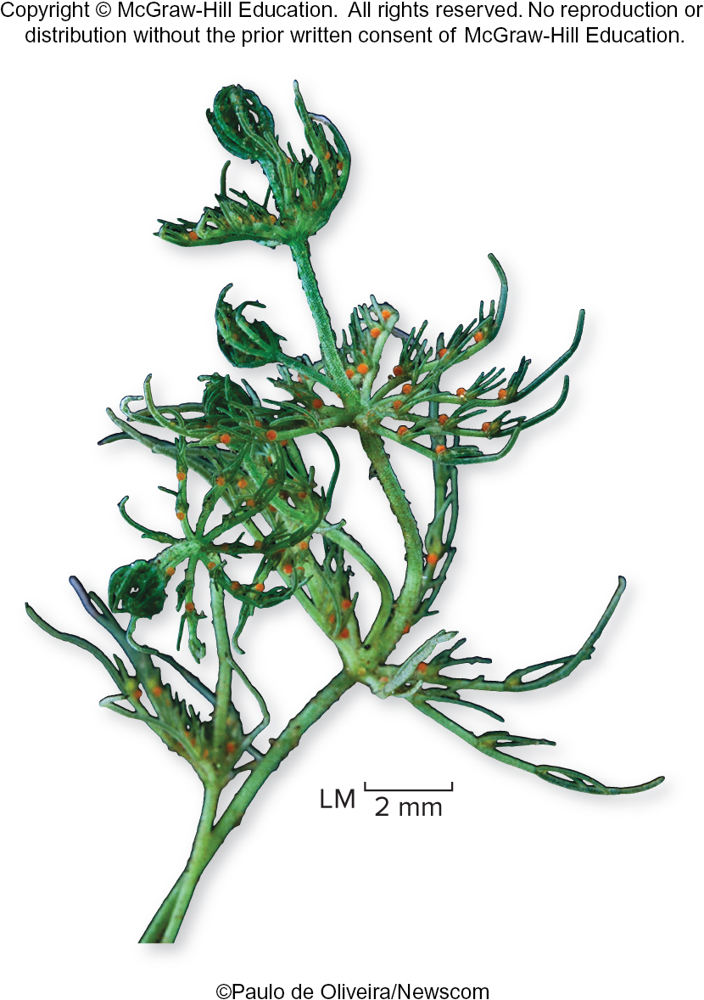 Copyright © McGraw-Hill Education. All rights reserved. No reproduction or
distribution without the prior written consent of McGraw-Hill Education.
LM 2 mm
©Paulo de Oliveira/Newscom